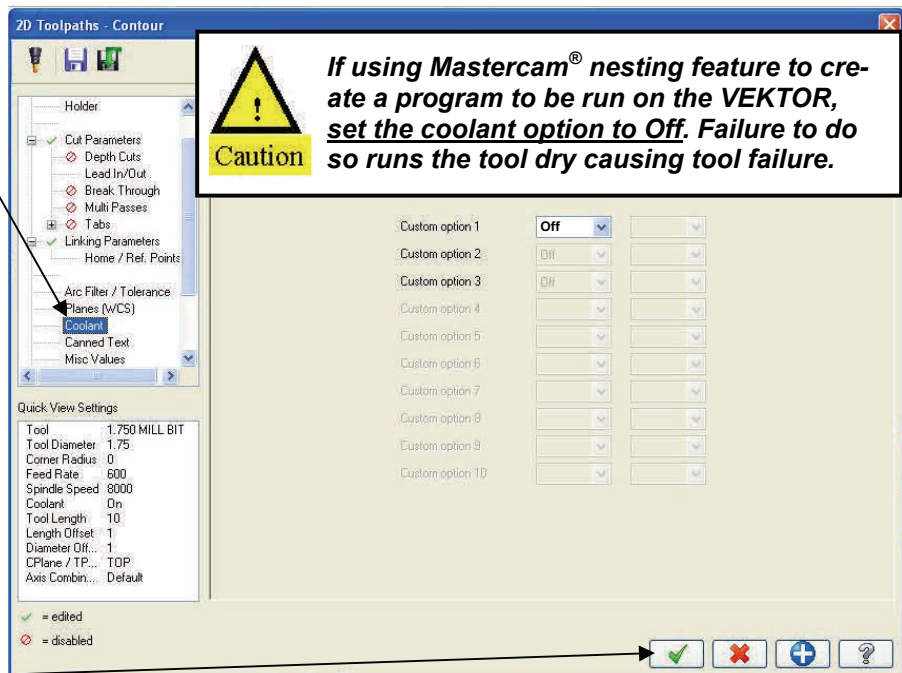 2D Toolpaths - Contour
Caution
If using Mastercam® nesting feature to cre-
ate a program to be run on the VEKTOR,
set the coolant option to Off. Failure to do
so runs the tool dry causing tool failure.
Holder
Cut Parameters
Depth Cuts
Lead In/Out
Break Through
Multi Passes
Tabs
Linking Parameters
Home / Ref. Points
Arc Filter / Tolerance
Planes (WCS)
Coolant
Canned Text
Misc Values
Custom option 1 Off
Custom option 2 Off
Custom option 3 Off
Custom option 4
Custom option 5
Custom option 6
Custom option 7
Custom option 8
Custom option 9
Custom option 10
Quick View Settings
Tool 1.750 MILL BIT
Tool Diameter 1.75
Corner Radius 0
Feed Rate 600
Spindle Speed 8000
Coolant On
Tool Length 10
Length Offset 1
Diameter Off... 1
CPlane / TP... TOP
Axis Combin... Default
= edited
= disabled